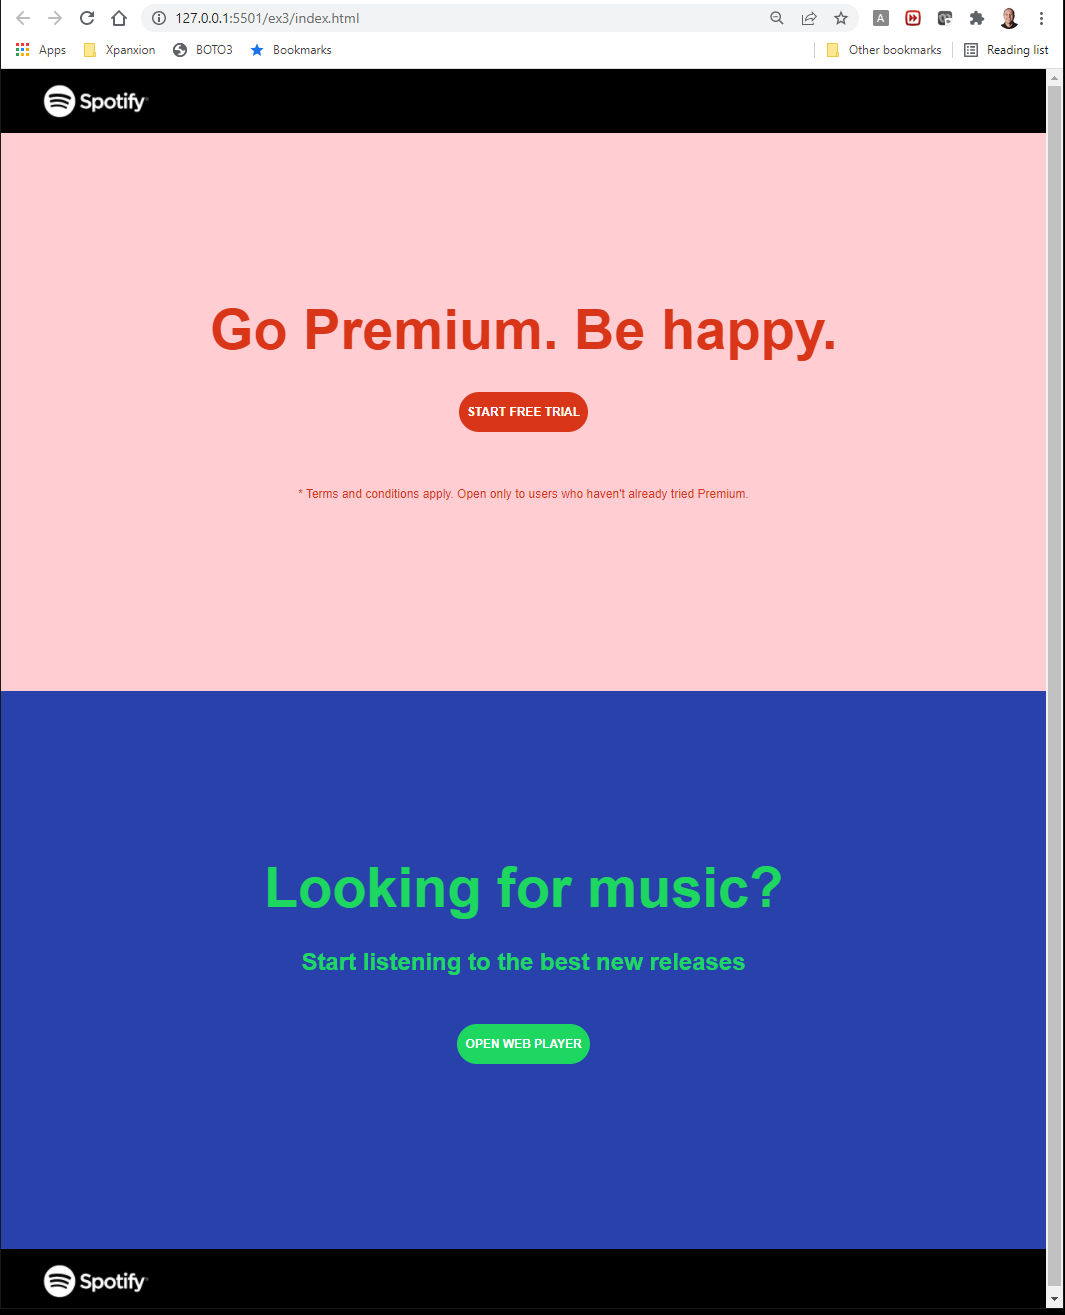 127.0.0.1:5501/ex3/index.html
A
Apps Xpanxion BOTO3 Bookmarks Other bookmarks Reading list
Spotify
Go Premium. Be happy.
START FREE TRIAL
* Terms and conditions apply. Open only to users who haven't already tried Premium.
Looking for music?
Start listening to the best new releases
OPEN WEB PLAYER
Spotify